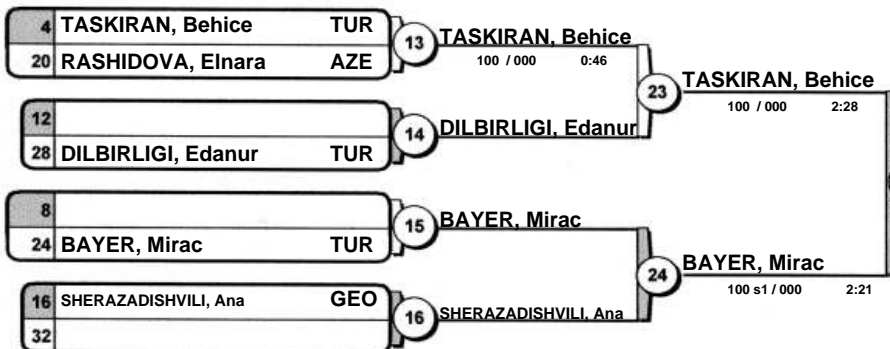 4 TASKIRAN, Behice TUR
20 RASHIDOVA, Elnara AZE
13
TASKIRAN, Behice
100 / 000 0:46
12
28 DILBIRLIGI, Edanur TUR
14
DILBIRLIGI, Edanur
23
TASKIRAN, Behice
100 / 000 2:28
8
24 BAYER, Mirac TUR
15
BAYER, Mirac
16 SHERAZADISHVILI, Ana GEO
32
16
SHERAZADISHVILI, Ana
24
BAYER, Mirac
100 s1 / 000 2:21